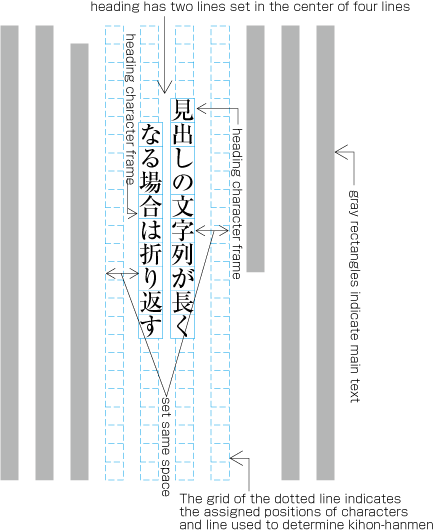 heading has two lines set in the center of four lines
heading character frame
見出しの文字列が長く
なる場合は折り返す
heading character frame
gray rectangles indicate main text
set same space
The grid of the dotted line indicates
the assigned positions of characters
and line used to determine kihon-hanmen